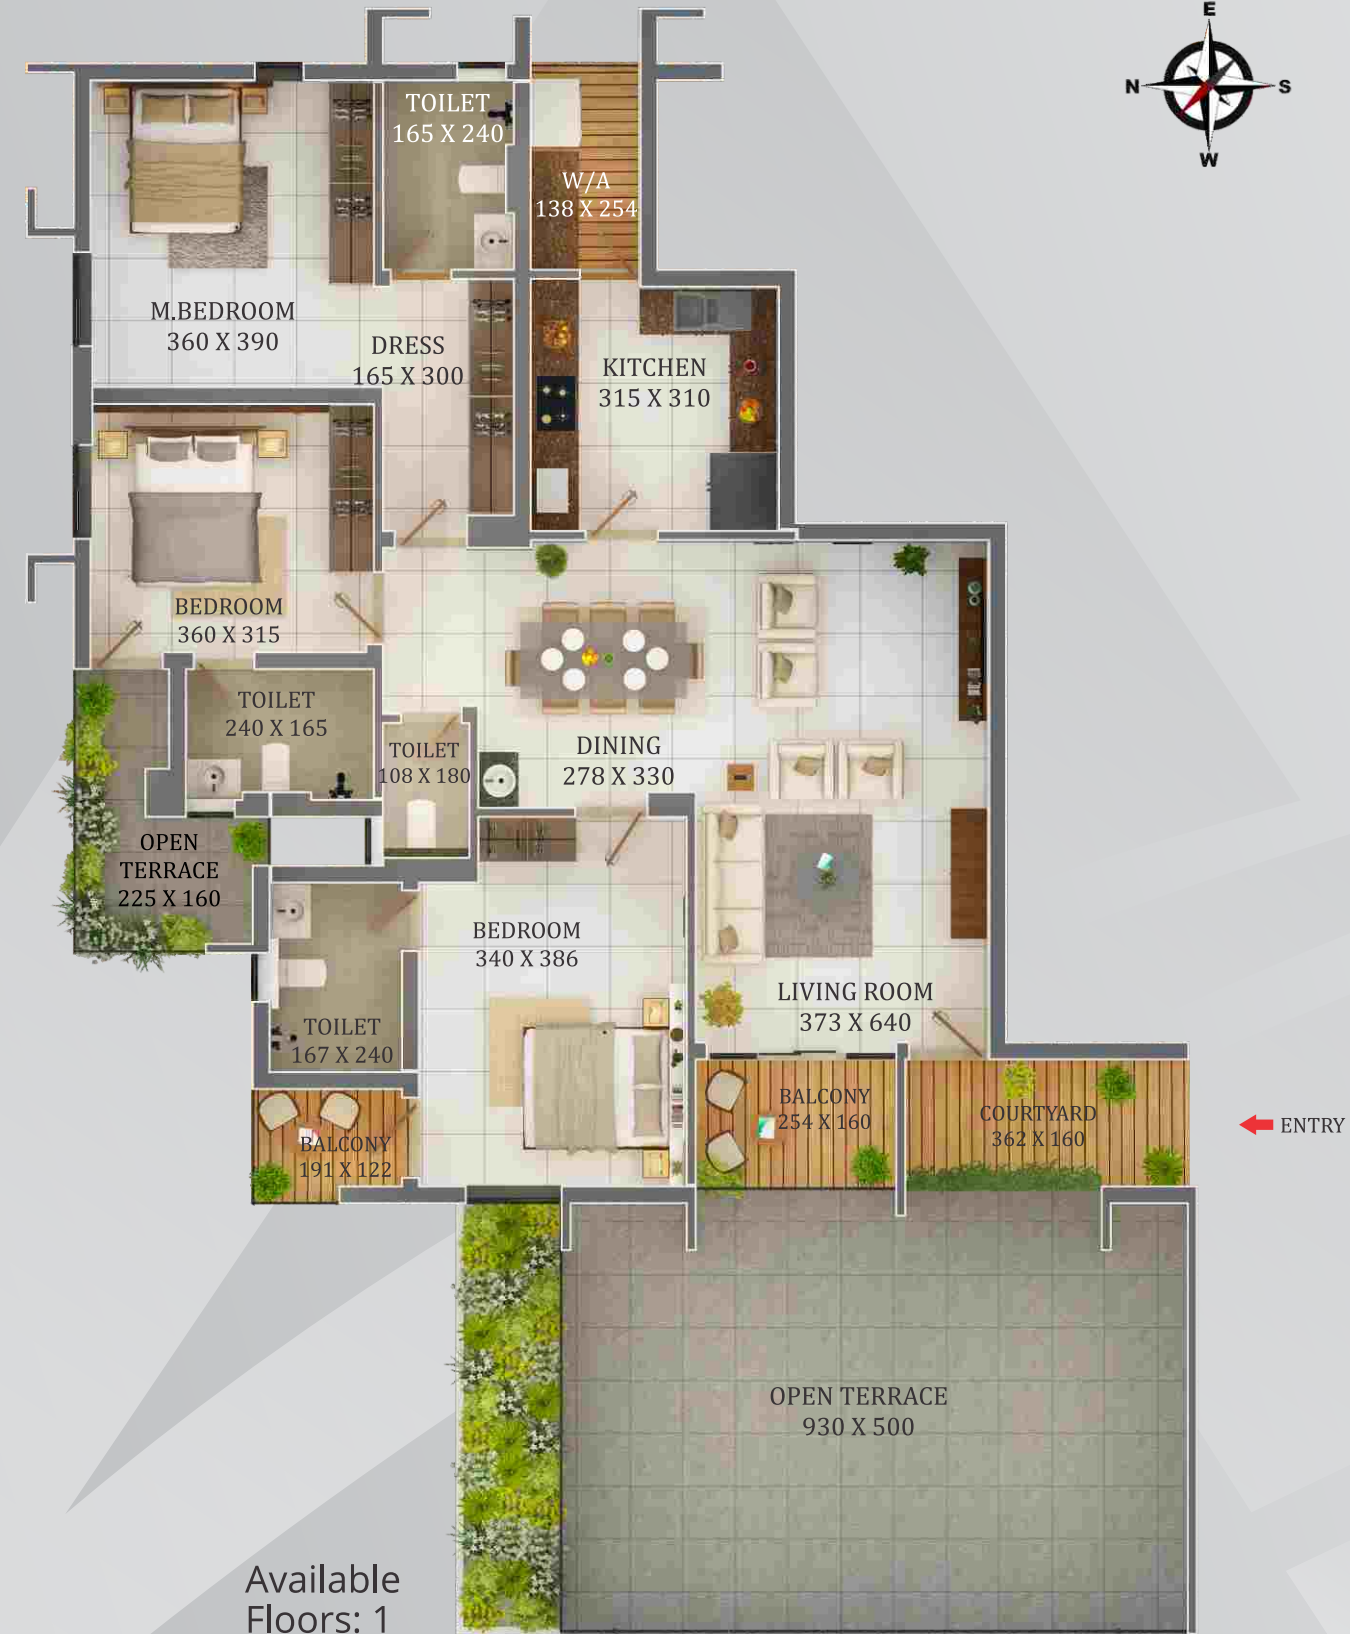 E
N
S
W
TOILET
165 X 240
W/A
138 X 254
M.BEDROOM
360 X 390
DRESS
165 X 300
KITCHEN
315 X 310
BEDROOM
360 X 315
TOILET
240 X 165
TOILET
108 X 180
DINING
278 X 330
OPEN
TERRACE
225 X 160
BEDROOM
340 X 386
LIVING ROOM
373 X 640
TOILET
167 X 240
BALCONY
254 X 160
COURTYARD
362 X 160
ENTRY
BALCONY
191 X 122
OPEN TERRACE
930 X 500
Available
Floors: 1